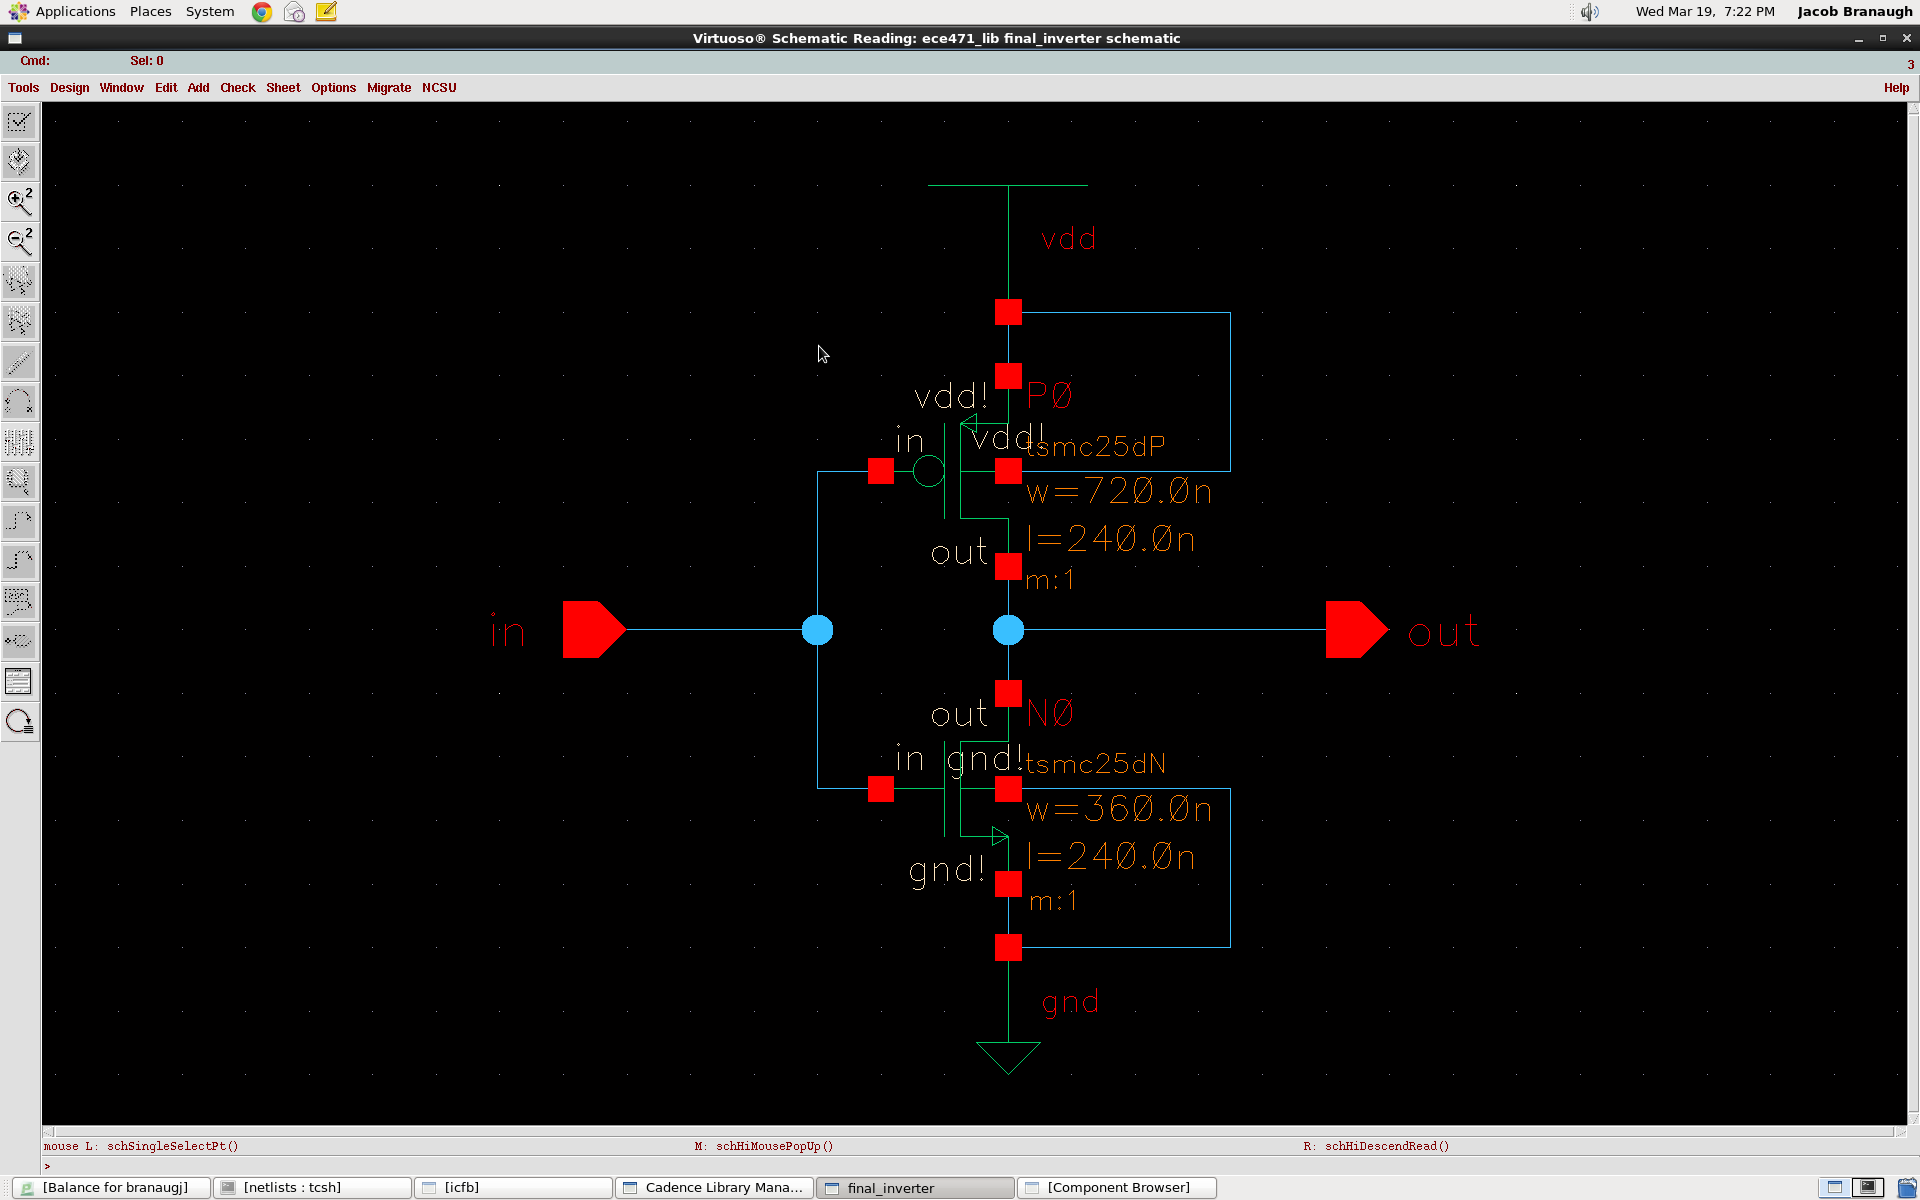 Applications Places System Wed Mar 19, 7:22 PM Jacob Branaugh
Virtuoso® Schematic Reading: ece471_lib final_inverter schematic
Cmd: Sel: 0 3
Tools Design Window Edit Add Check Sheet Options Migrate NCSU Help
2
2
vdd
vdd! P0
in vdd! tsmc25dP
w=720.0n
l=240.0n
out
m:1
in out
out N0
in gnd! tsmc25dN
w=360.0n
l=240.0n
gnd!
m:1
gnd
mouse L: schSingleSelectPt() M: schHiMousePopUp() R: schHiDescendRead()
>
[Balance for branaugj] [netlists : tcsh] [icfb] Cadence Library Mana... final_inverter [Component Browser]